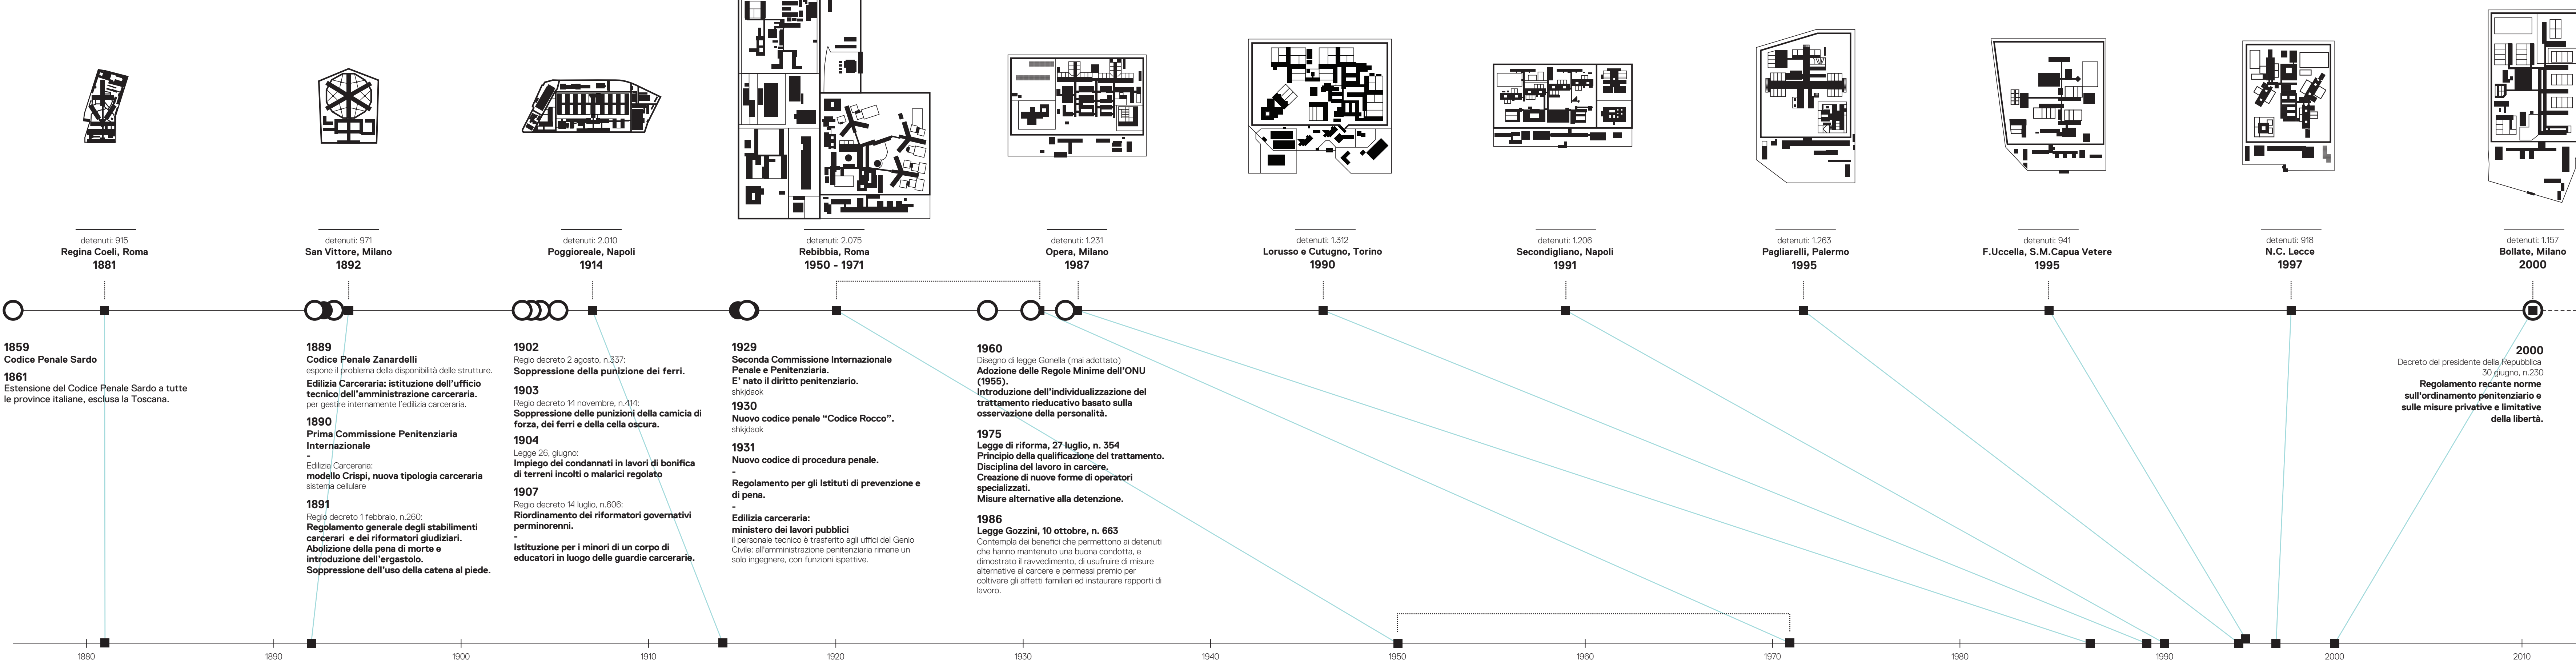 detenuti: 915
Regina Coeli, Roma
1881
detenuti: 971
San Vittore, Milano
1892
detenuti: 2.010
Poggioreale, Napoli
1914
detenuti: 2.075
Rebibbia, Roma
1950 - 1971
detenuti: 1.231
Opera, Milano
1987
detenuti: 1.312
Lorusso e Cutugno, Torino
1990
detenuti: 1.206
Secondigliano, Napoli
1991
detenuti: 1.263
Pagliarelli, Palermo
1995
detenuti: 941
F.Uccella, S.M.Capua Vetere
1995
detenuti: 918
N.C. Lecce
1997
detenuti: 1.157
Bollate, Milano
2000
1859
Codice Penale Sardo
1861
Estensione del Codice Penale Sardo a tutte
le province italiane, esclusa la Toscana.
1889
Codice Penale Zanardelli
espone il problema della disponibilità delle strutture.
Edilizia Carceraria: istituzione dell'ufficio
tecnico dell'amministrazione carceraria.
per gestire internamente l'edilizia carceraria.
1890
Prima Commissione Penitenziaria
Internazionale
-
Edilizia Carceraria:
modello Crispi, nuova tipologia carceraria
sistema cellulare
1891
Regio decreto 1 febbraio, n.260:
Regolamento generale degli stabilimenti
carcerari e dei riformatori giudiziari.
Abolizione della pena di morte e
introduzione dell'ergastolo.
Soppressione dell'uso della catena al piede.
1902
Regio decreto 2 agosto, n.337:
Soppressione della punizione dei ferri.
1903
Regio decreto 14 novembre, n.414:
Soppressione delle punizioni della camicia di
forza, dei ferri e della cella oscura.
1904
Legge 26, giugno:
Impiego dei condannati in lavori di bonifica
di terreni incolti o malarici regolato
1907
Regio decreto 14 luglio, n.606:
Riordinamento dei riformatori governativi
perminorenni.
-
Istituzione per i minori di un corpo di
educatori in luogo delle guardie carcerarie.
1929
Seconda Commissione Internazionale
Penale e Penitenziaria.
E' nato il diritto penitenziario.
shkjdaok
1930
Nuovo codice penale “Codice Rocco”.
shkjdaok
1931
Nuovo codice di procedura penale.
-
Regolamento per gli Istituti di prevenzione e
di pena.
-
Edilizia carceraria:
ministero dei lavori pubblici
il personale tecnico è trasferito agli uffici del Genio
Civile: all'amministrazione penitenziaria rimane un
solo ingegnere, con funzioni ispettive.
1960
Disegno di legge Gonella (mai adottato)
Adozione delle Regole Minime dell'ONU
(1955).
Introduzione dell'individualizzazione del
trattamento rieducativo basato sulla
osservazione della personalità.
1975
Legge di riforma, 27 luglio, n. 354
Principio della qualificazione del trattamento.
Disciplina del lavoro in carcere.
Creazione di nuove forme di operatori
specializzati.
Misure alternative alla detenzione.
1986
Legge Gozzini, 10 ottobre, n. 663
Contempla dei benefici che permettono ai detenuti
che hanno mantenuto una buona condotta, e
dimostrato il ravvedimento, di usufruire di misure
alternative al carcere e permessi premio per
coltivare gli affetti familiari ed instaurare rapporti di
lavoro.
2000
Decreto del presidente della Repubblica
30 giugno, n.230
Regolamento recante norme
sull'ordinamento penitenziario e
sulle misure privative e limitative
della libertà.
1880
1890
1900
1910
1920
1930
1940
1950
1960
1970
1980
1990
2000
2010